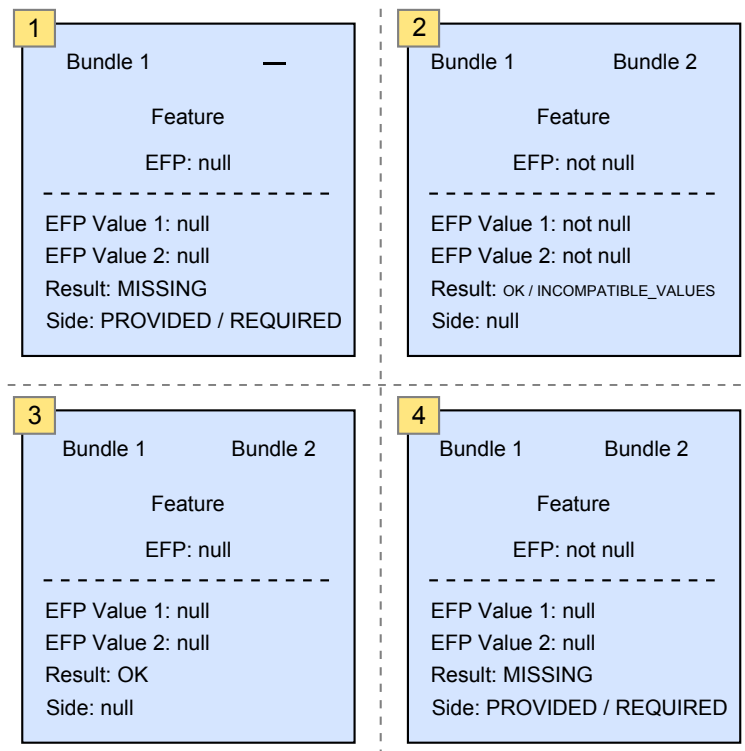 1
Bundle 1 —
Feature
EFP: null
EFP Value 1: null
EFP Value 2: null
Result: MISSING
Side: PROVIDED / REQUIRED
2
Bundle 1 Bundle 2
Feature
EFP: not null
EFP Value 1: not null
EFP Value 2: not null
Result: OK / INCOMPATIBLE_VALUES
Side: null
3
Bundle 1 Bundle 2
Feature
EFP: null
EFP Value 1: null
EFP Value 2: null
Result: OK
Side: null
4
Bundle 1 Bundle 2
Feature
EFP: not null
EFP Value 1: null
EFP Value 2: null
Result: MISSING
Side: PROVIDED / REQUIRED